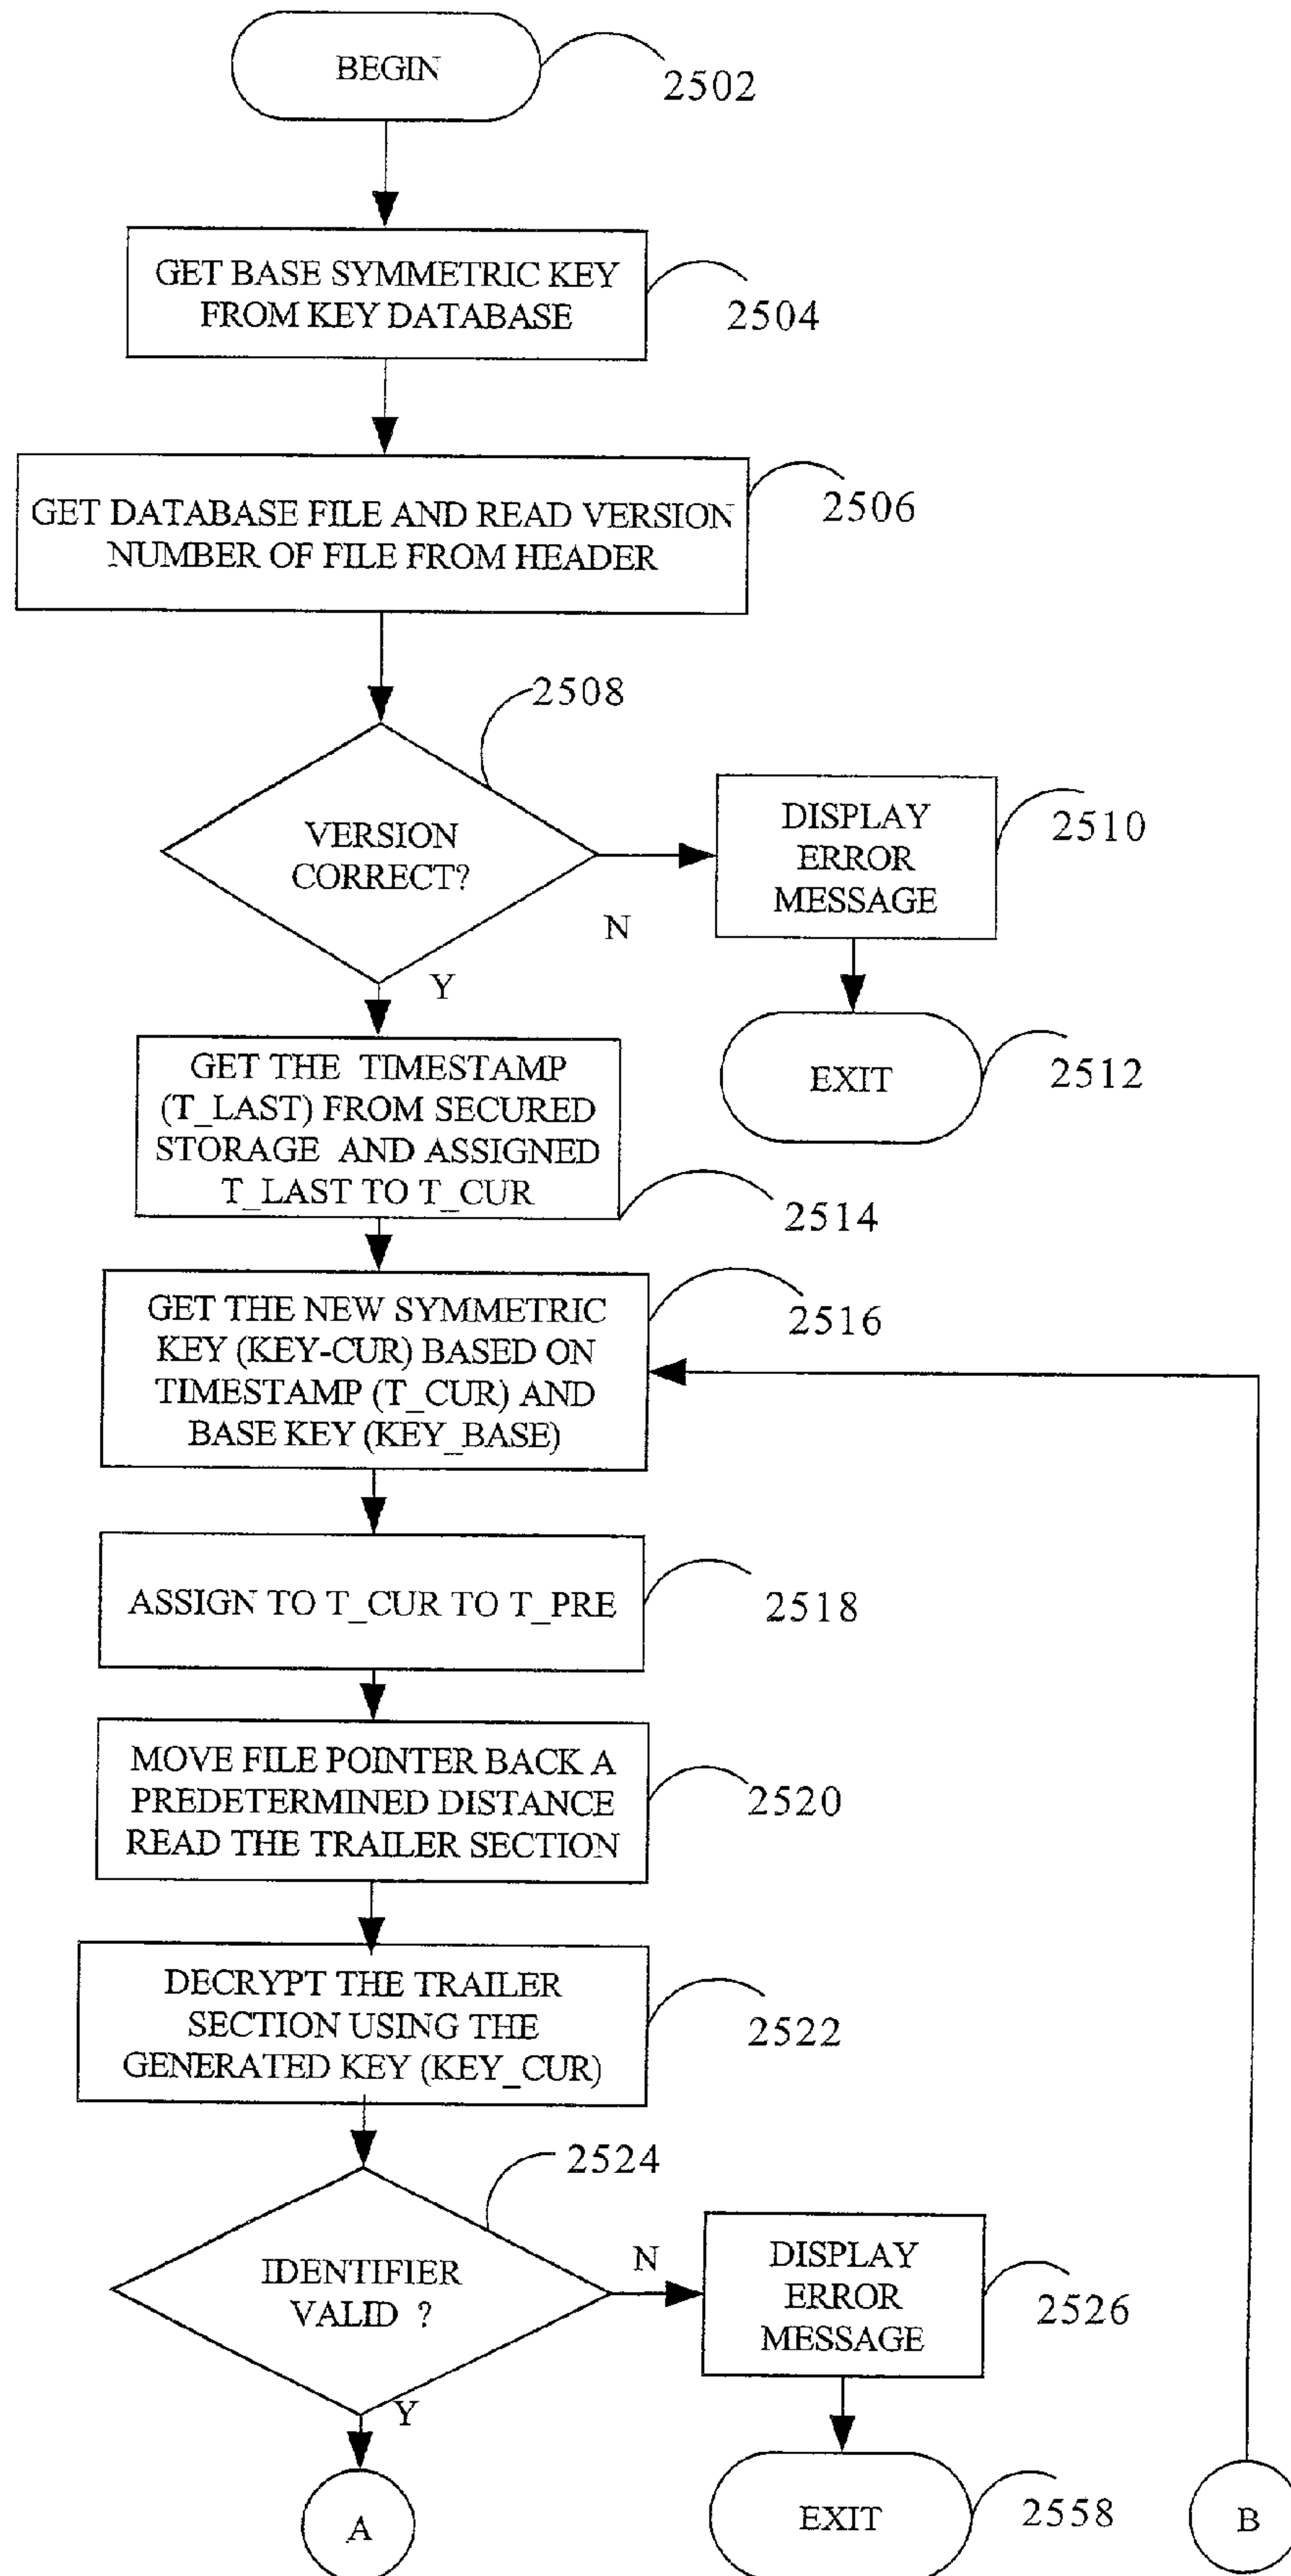 BEGIN
2502
GET BASE SYMMETRIC KEY
FROM KEY DATABASE
2504
GET DATABASE FILE AND READ VERSION
NUMBER OF FILE FROM HEADER
2506
2508
VERSION
CORRECT?
N
Y
DISPLAY
ERROR
MESSAGE
2510
EXIT
2512
GET THE TIMESTAMP
(T_LAST) FROM SECURED
STORAGE AND ASSIGNED
T_LAST TO T_CUR
2514
GET THE NEW SYMMETRIC
KEY (KEY-CUR) BASED ON
TIMESTAMP (T_CUR) AND
BASE KEY (KEY_BASE)
2516
ASSIGN TO T_CUR TO T_PRE
2518
MOVE FILE POINTER BACK A
PREDETERMINED DISTANCE
READ THE TRAILER SECTION
2520
DECRYPT THE TRAILER
SECTION USING THE
GENERATED KEY (KEY_CUR)
2522
2524
IDENTIFIER
VALID ?
N
Y
DISPLAY
ERROR
MESSAGE
2526
A
EXIT
2558
B